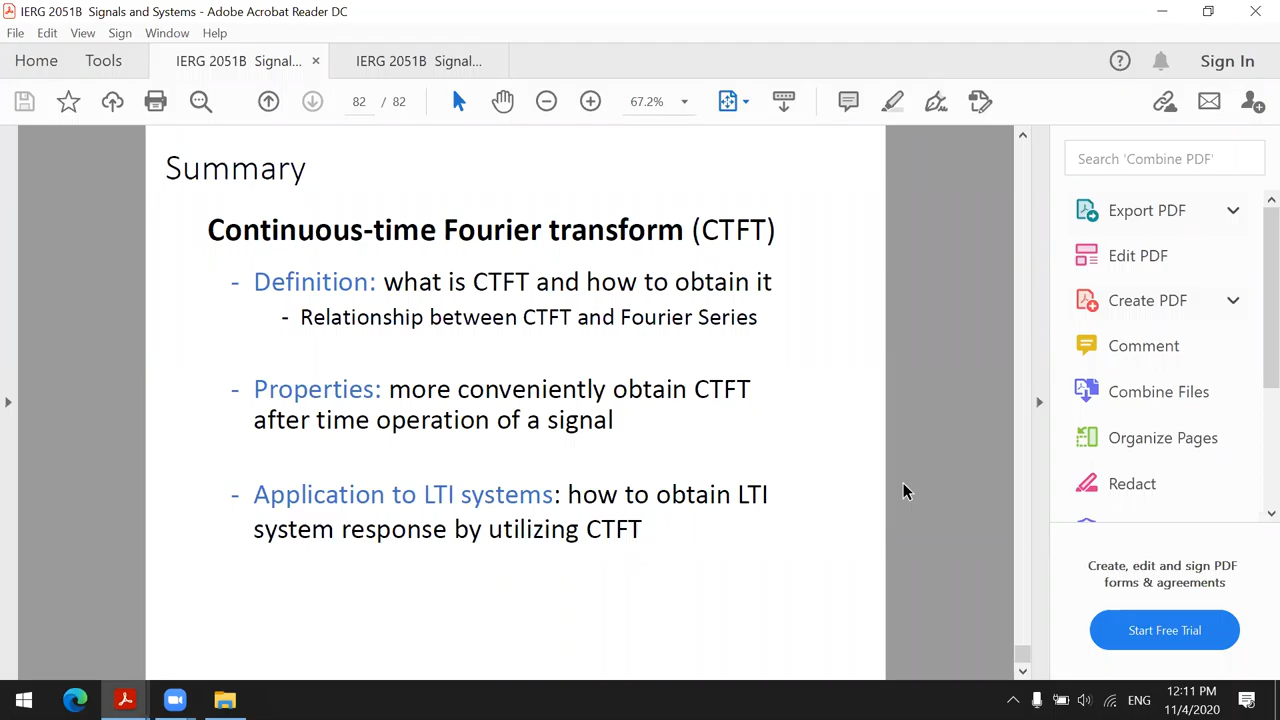 IERG 2051B  Signals and Systems - Adobe Acrobat Reader DC
File Edit View Sign Window Help
Home Tools IERG 2051B  Signal... × IERG 2051B  Signal... Sign In
82 / 82 67.2%
Summary
Continuous-time Fourier transform (CTFT)
- Definition: what is CTFT and how to obtain it
- Relationship between CTFT and Fourier Series
- Properties: more conveniently obtain CTFT
after time operation of a signal
- Application to LTI systems: how to obtain LTI
system response by utilizing CTFT
Search 'Combine PDF'
Export PDF
Edit PDF
Create PDF
Comment
Combine Files
Organize Pages
Redact
Create, edit and sign PDF
forms & agreements
Start Free Trial
ENG
12:11 PM
11/4/2020